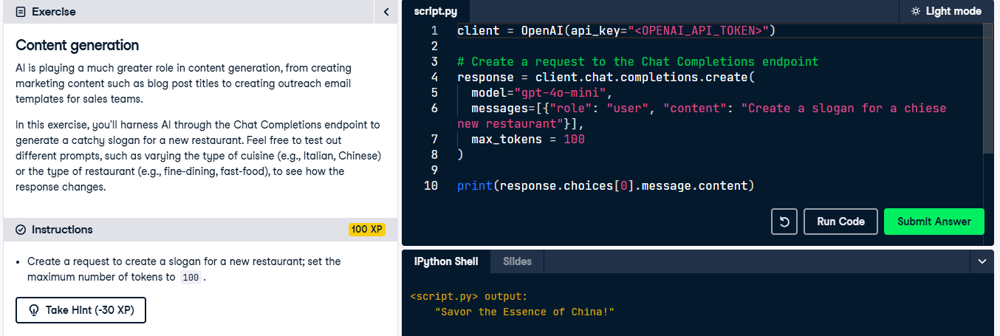 Exercise
Content generation
AI is playing a much greater role in content generation, from creating
marketing content such as blog post titles to creating outreach email
templates for sales teams.
In this exercise, you'll harness AI through the Chat Completions endpoint to
generate a catchy slogan for a new restaurant. Feel free to test out
different prompts, such as varying the type of cuisine (e.g., Italian, Chinese)
or the type of restaurant (e.g., fine-dining, fast-food), to see how the
response changes.
Instructions
100 XP
Create a request to create a slogan for a new restaurant; set the
maximum number of tokens to 100.
Take Hint (-30 XP)
script.py
Light mode
1 client = OpenAI(api_key="<OPENAI_API_TOKEN>")
2
3 # Create a request to the Chat Completions endpoint
4 response = client.chat.completions.create(
5 model="gpt-4o-mini",
6 messages=[{"role": "user", "content": "Create a slogan for a chiese
new restaurant"}],
7 max_tokens = 100
8 )
9
10 print(response.choices[0].message.content)
Run Code
Submit Answer
IPython Shell
Slides
<script.py> output:
"Savor the Essence of China!"